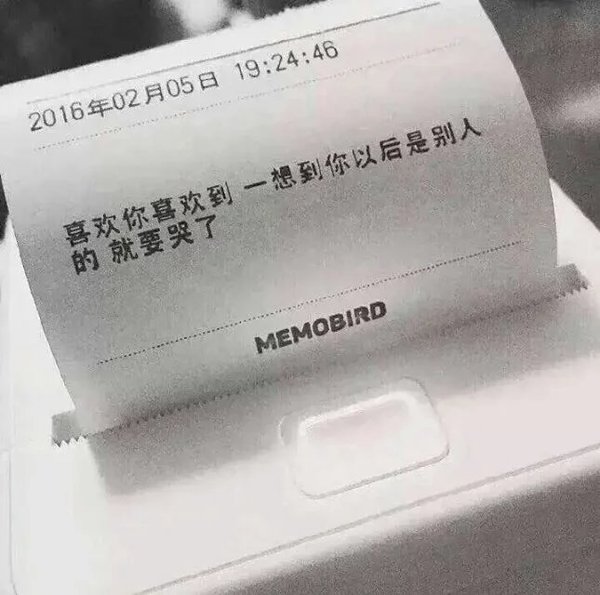 2016年02月05日 19:24:46
喜欢你喜欢到 一想到你以后是别人
的 就要哭了
MEMOBIRD